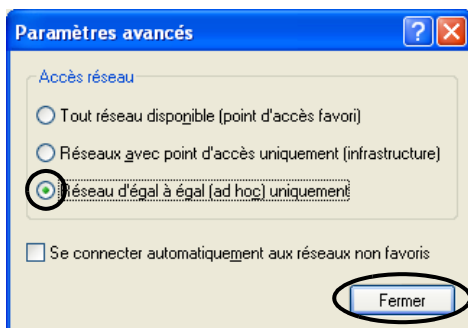 Paramètres avancés
Accès réseau
Tout réseau disponible (point d'accès favori)
Réseaux avec point d'accès uniquement (infrastructure)
Réseau d'égal à égal (ad hoc) uniquement
Se connecter automatiquement aux réseaux non favoris
Fermer